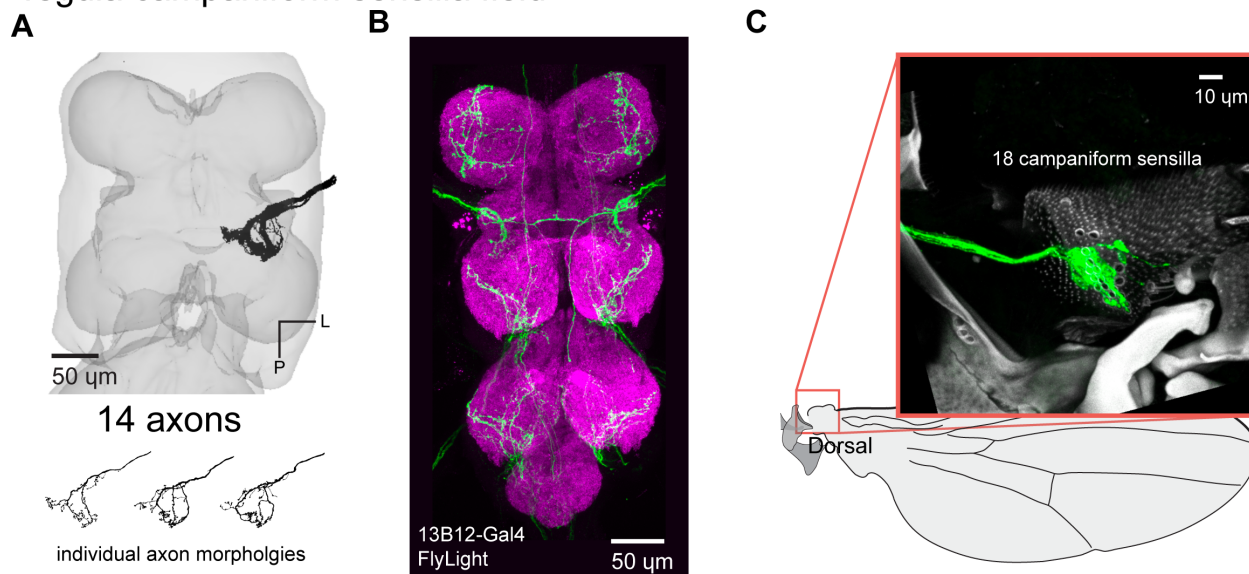 A
B
C
L
P
50 µm
14 axons
individual axon morpholgies
13B12-Gal4
FlyLight
50 µm
10 µm
18 campaniform sensilla
Dorsal